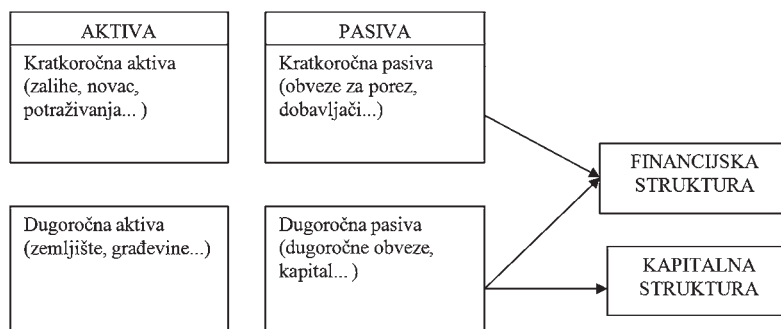 AKTIVA
Kratkoročna aktiva
(zalihe, novac,
potraživanja... )
PASIVA
Kratkoročna pasiva
(obveze za porez,
dobavljači...)
Dugoročna aktiva
(zemljište, građevine...)
Dugoročna pasiva
(dugoročne obveze,
kapital... )
FINANCIJSKA
STRUKTURA
KAPITALNA
STRUKTURA